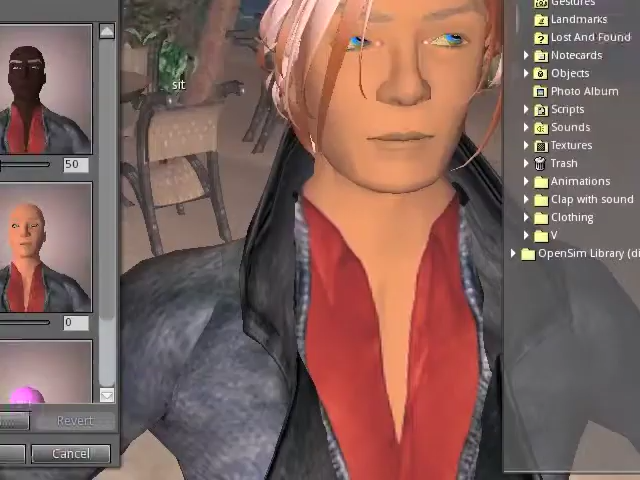 Gestures
Landmarks
Lost And Found
Notecards
Objects
Photo Album
Scripts
Sounds
Textures
Trash
Animations
Clap with sound
Clothing
V
OpenSim Library (di
sit
50
0
Revert
Cancel